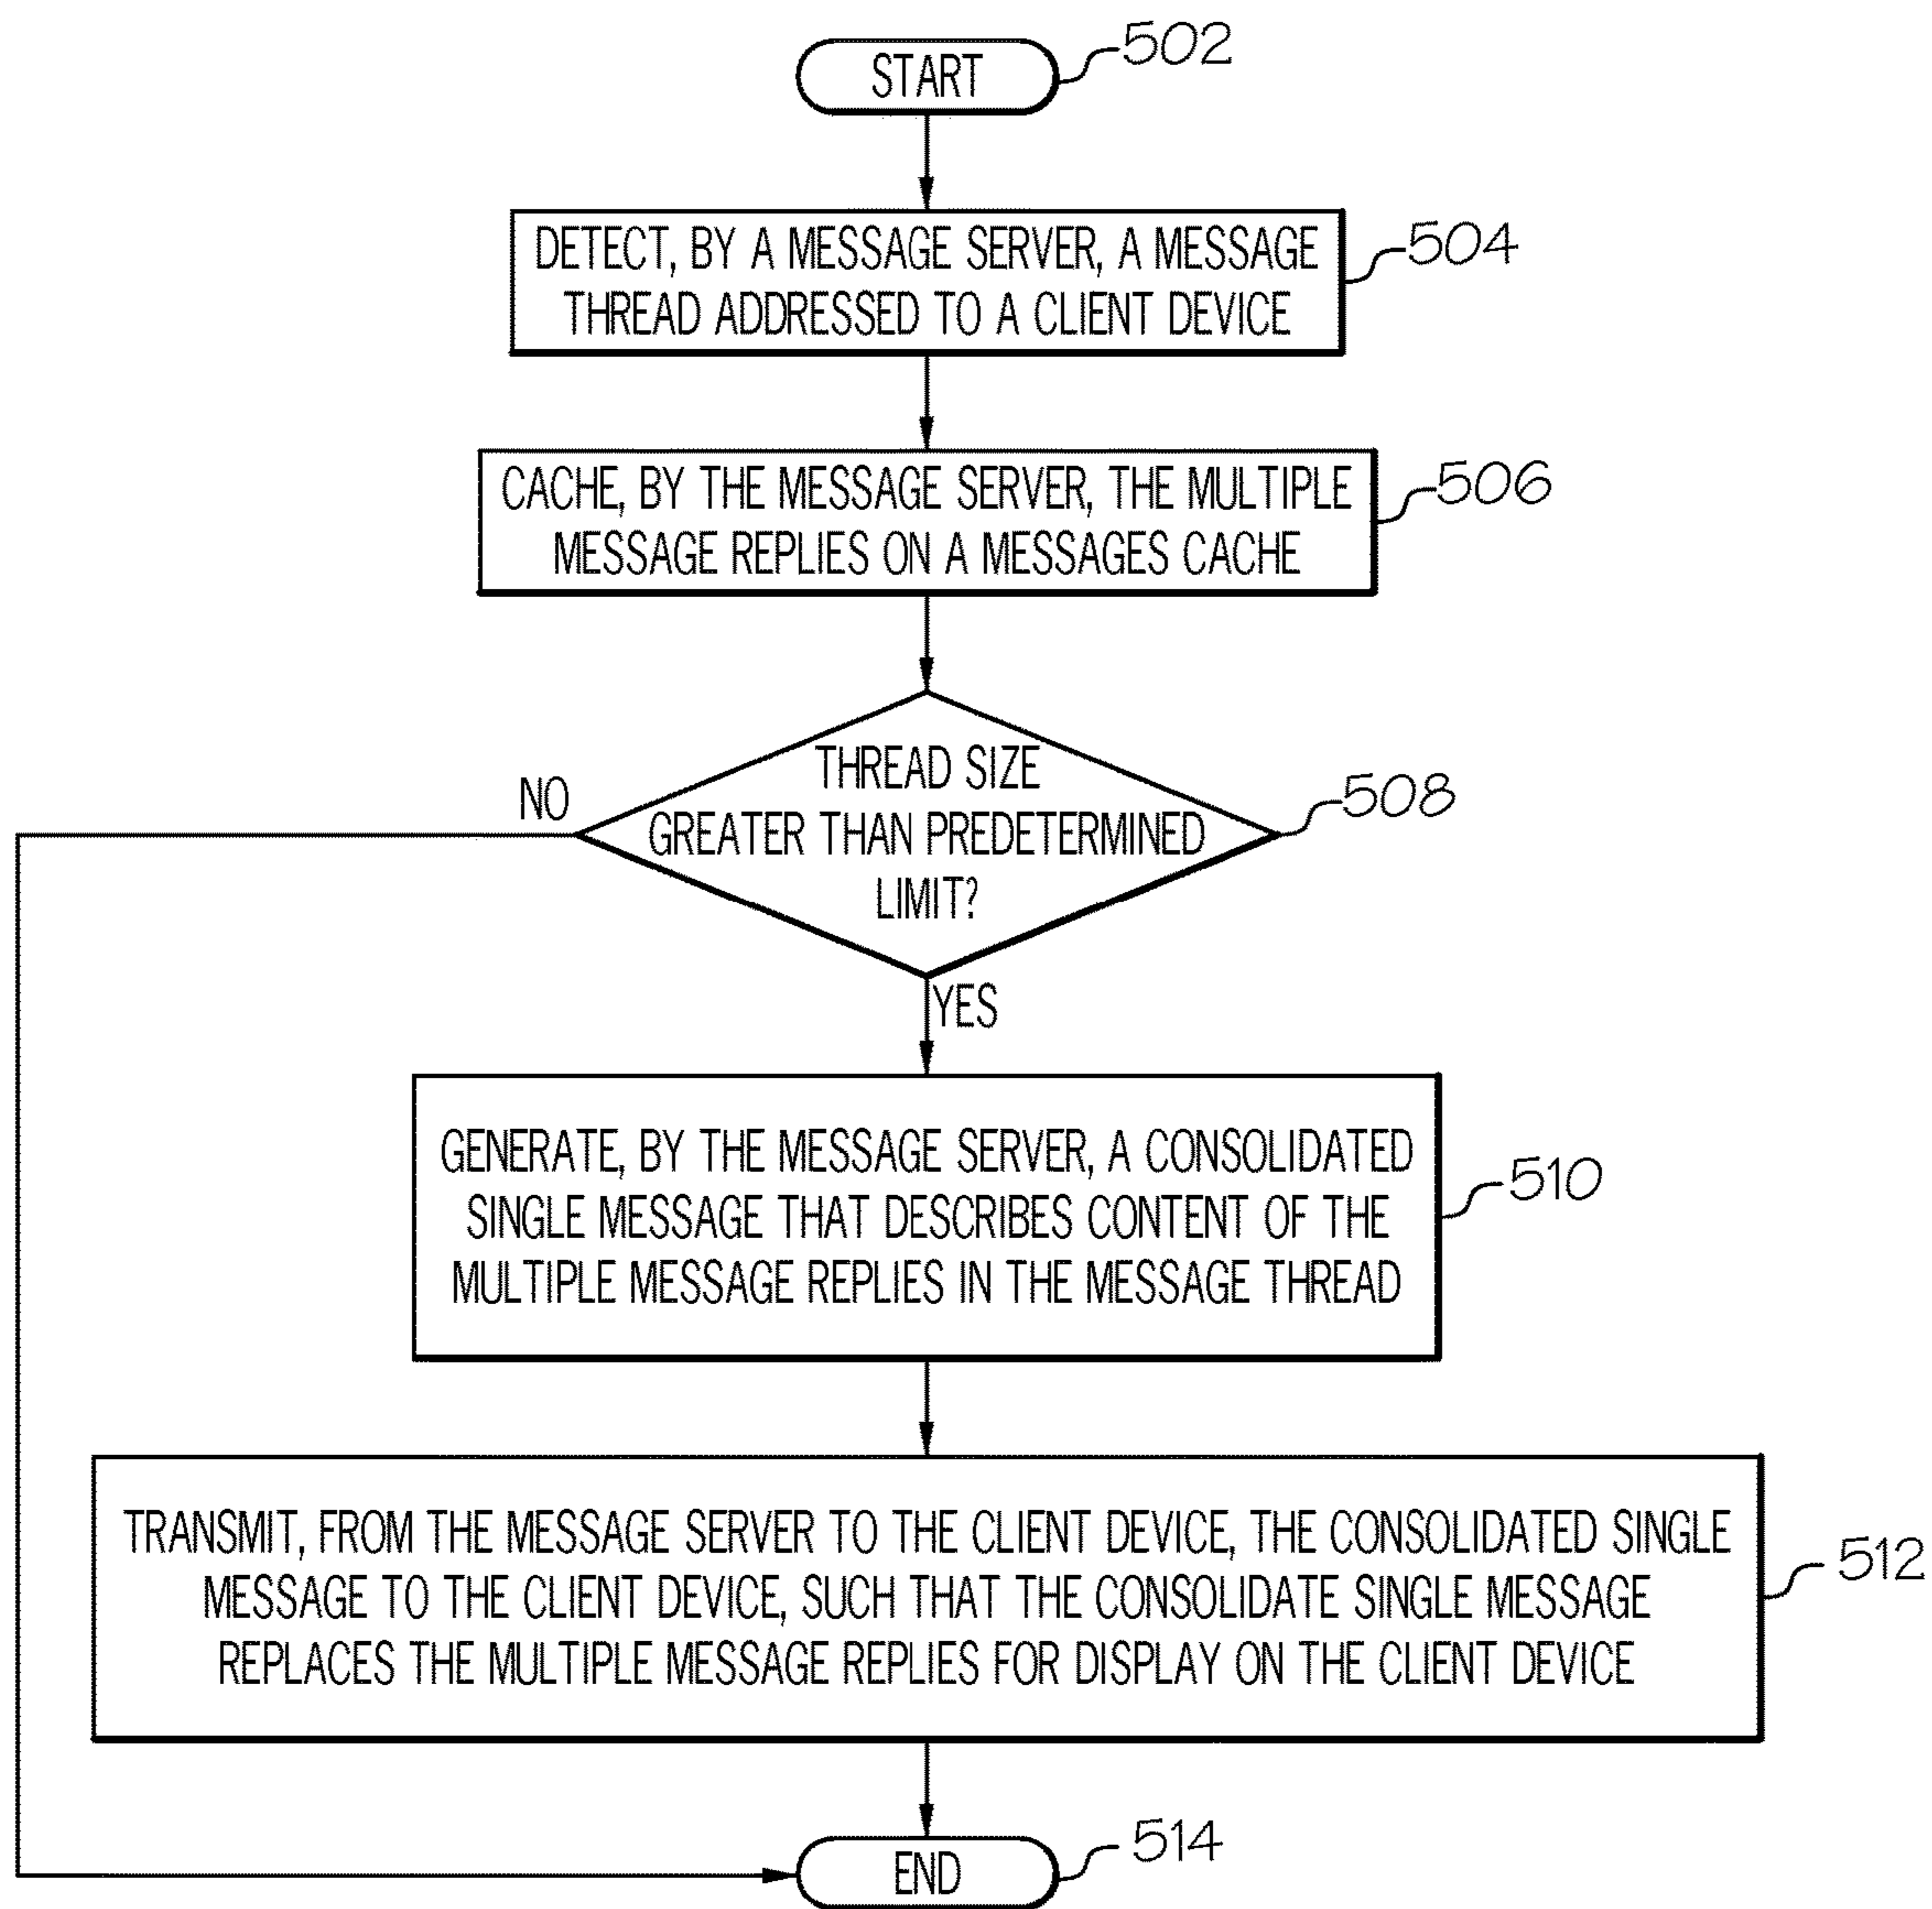 START
502
DETECT, BY A MESSAGE SERVER, A MESSAGE
THREAD ADDRESSED TO A CLIENT DEVICE
504
CACHE, BY THE MESSAGE SERVER, THE MULTIPLE
MESSAGE REPLIES ON A MESSAGES CACHE
506
THREAD SIZE
GREATER THAN PREDETERMINED
LIMIT?
508
NO
YES
GENERATE, BY THE MESSAGE SERVER, A CONSOLIDATED
SINGLE MESSAGE THAT DESCRIBES CONTENT OF THE
MULTIPLE MESSAGE REPLIES IN THE MESSAGE THREAD
510
TRANSMIT, FROM THE MESSAGE SERVER TO THE CLIENT DEVICE, THE CONSOLIDATED SINGLE
MESSAGE TO THE CLIENT DEVICE, SUCH THAT THE CONSOLIDATE SINGLE MESSAGE
REPLACES THE MULTIPLE MESSAGE REPLIES FOR DISPLAY ON THE CLIENT DEVICE
512
END
514